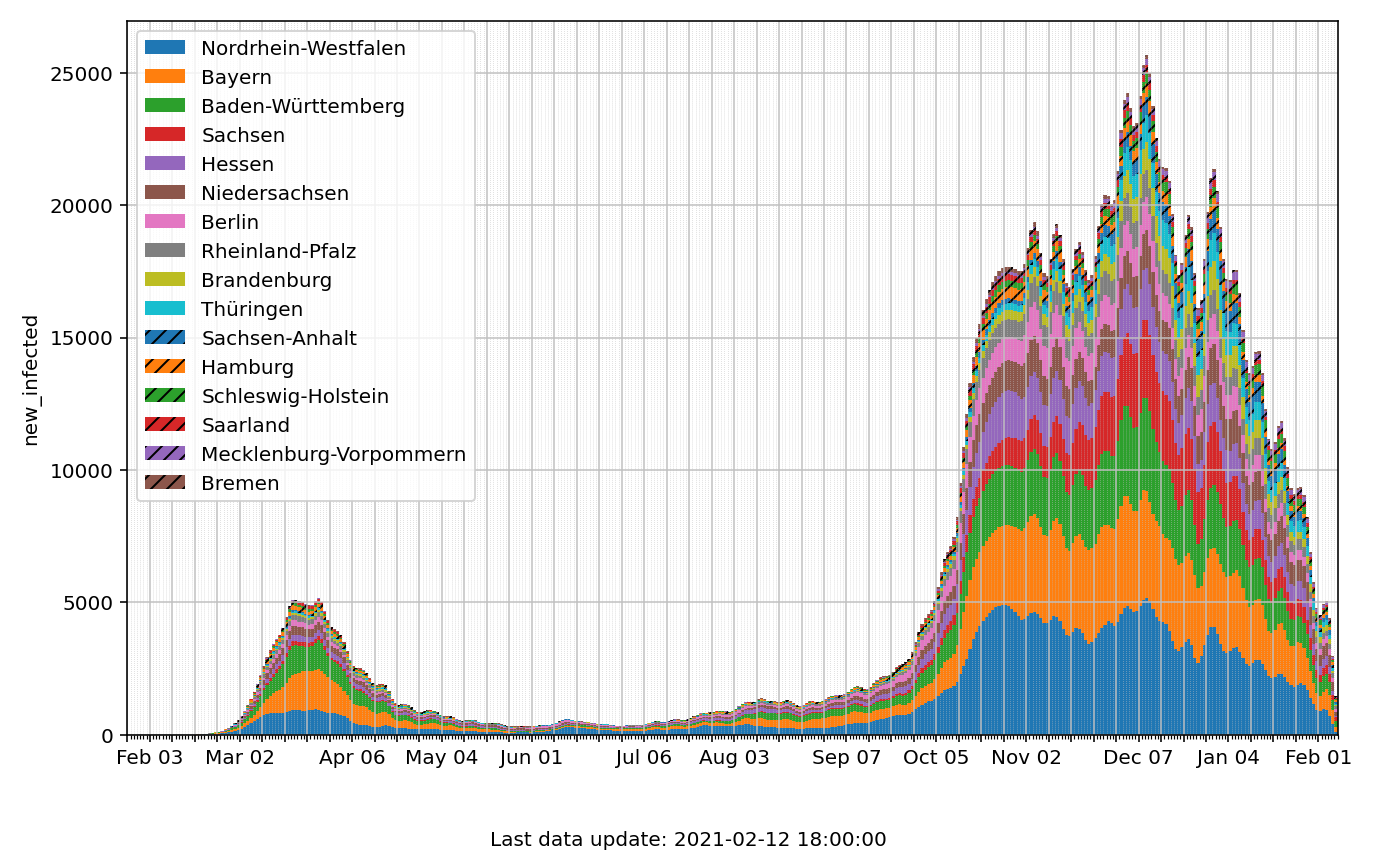 Nordrhein-Westfalen
Bayern
Baden-Württemberg
Sachsen
Hessen
Niedersachsen
Berlin
Rheinland-Pfalz
Brandenburg
Thüringen
Sachsen-Anhalt
Hamburg
Schleswig-Holstein
Saarland
Mecklenburg-Vorpommern
Bremen
25000
20000
15000
10000
5000
0
new_infected
Feb 03 Mar 02 Apr 06 May 04 Jun 01 Jul 06 Aug 03 Sep 07 Oct 05 Nov 02 Dec 07 Jan 04 Feb 01
Last data update: 2021-02-12 18:00:00